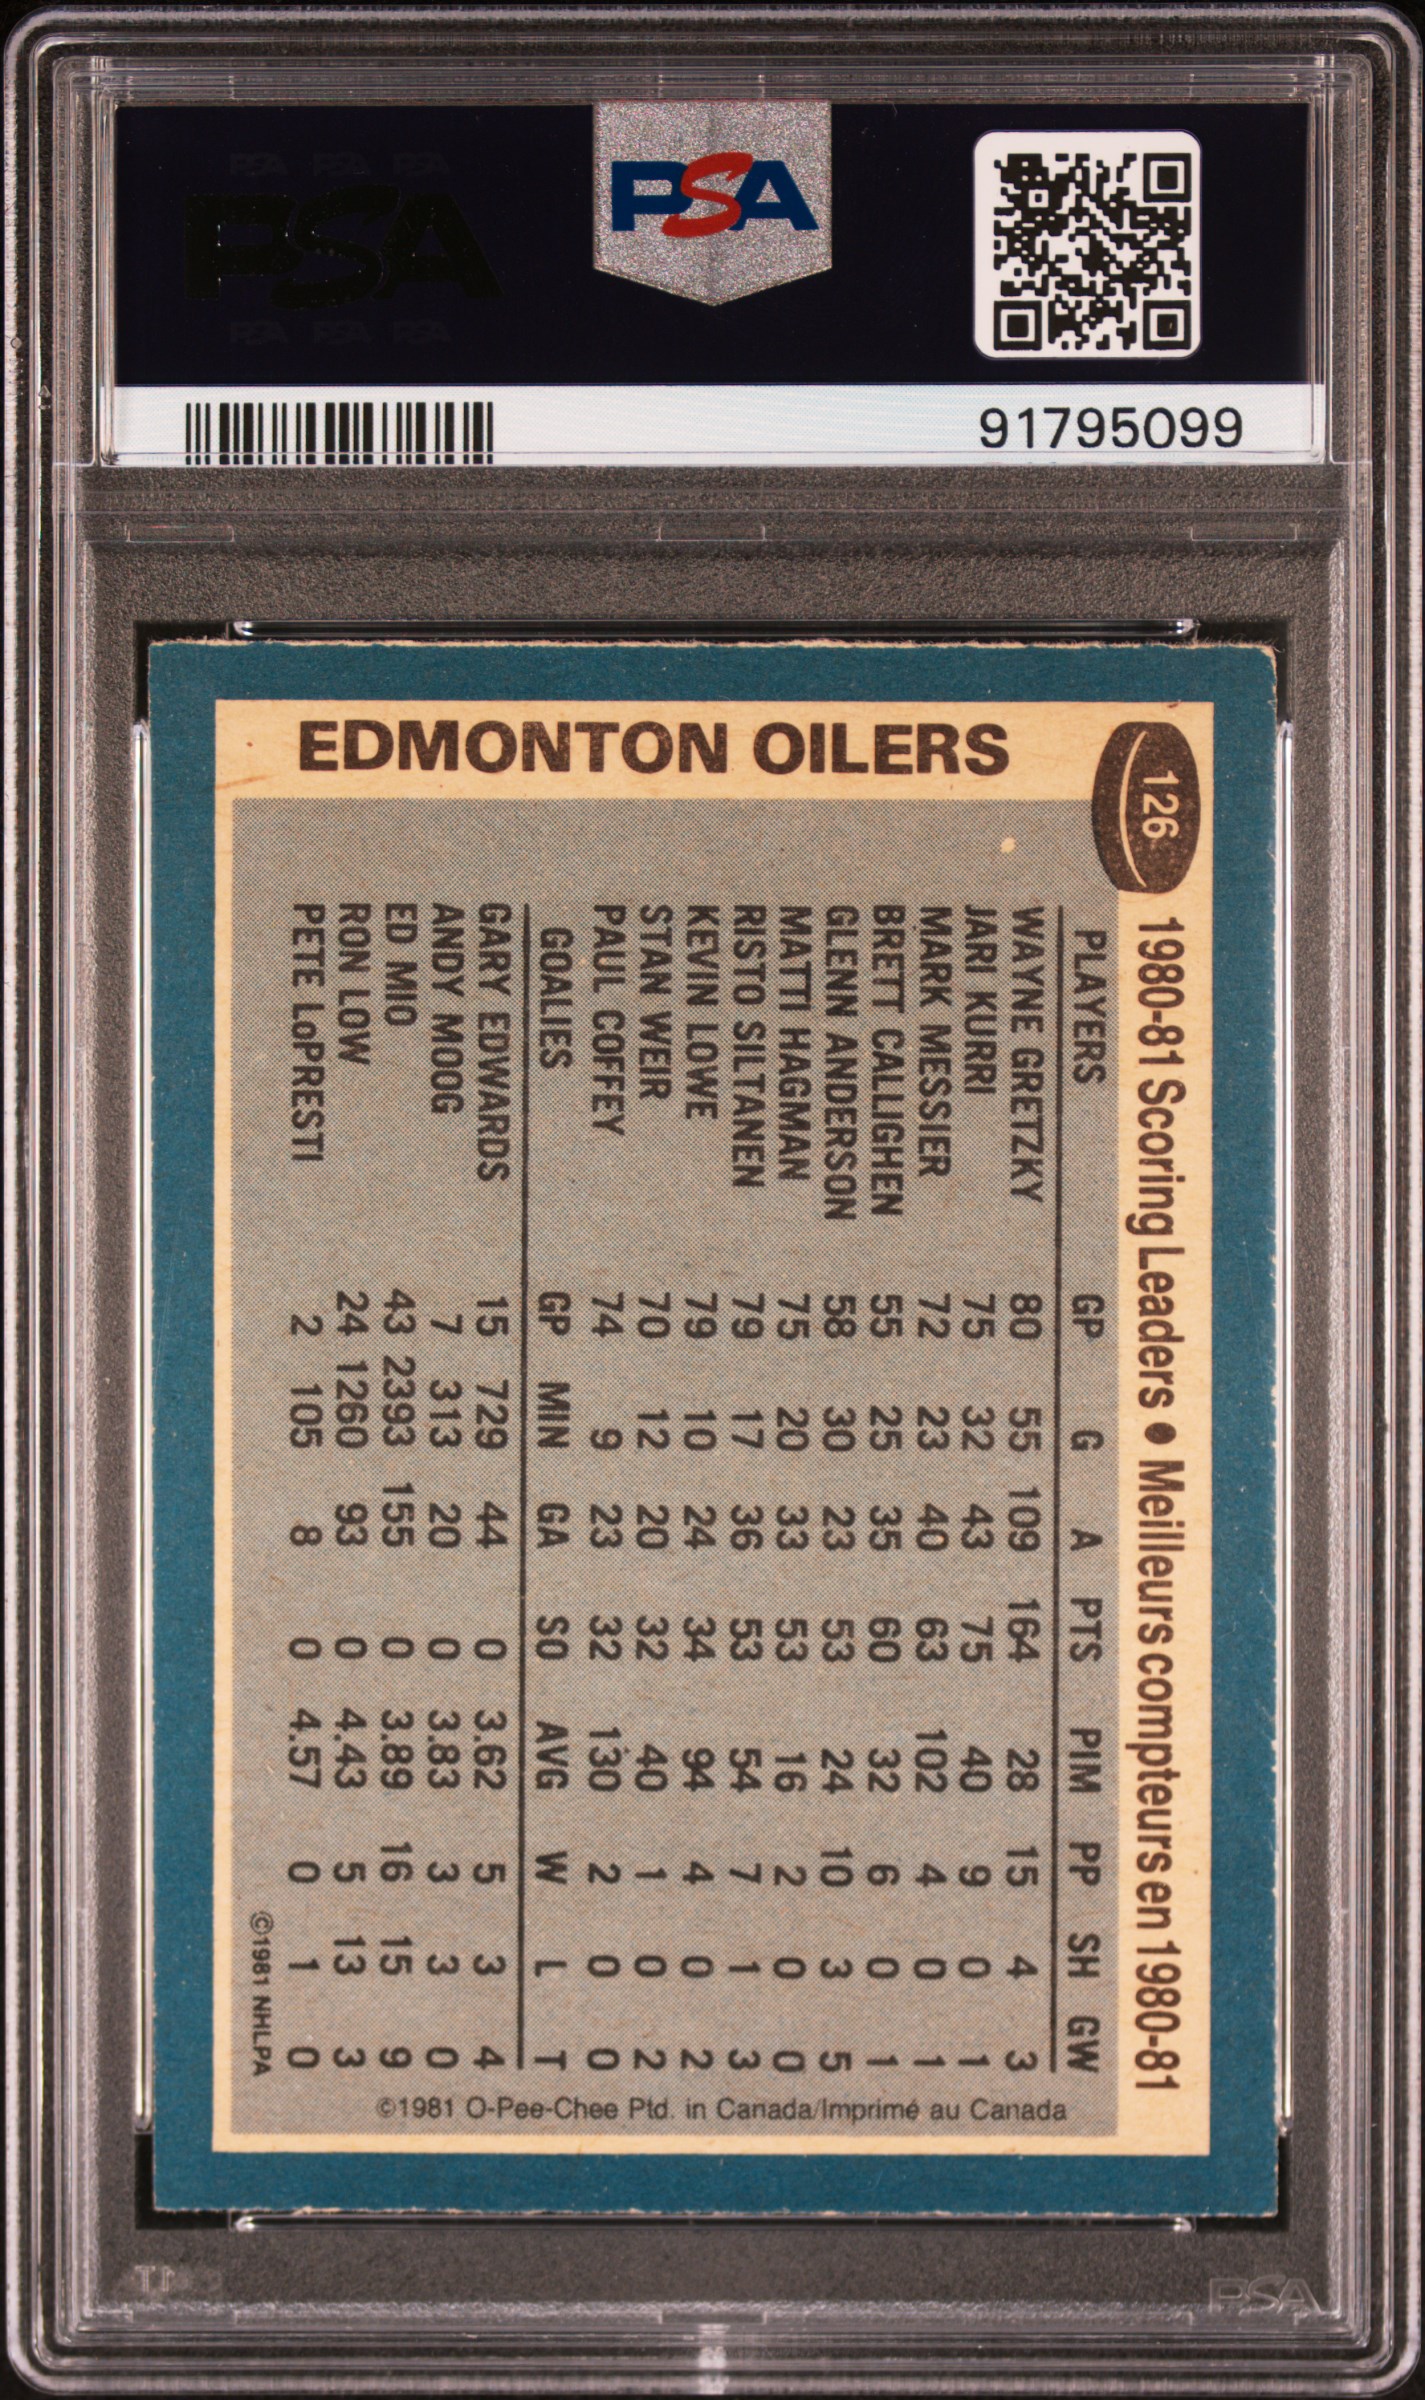 PSA
PSA PSA PSA
PSA
PSA PSA PSA
91795099
EDMONTON OILERS
126
1980-81 Scoring Leaders • Meilleurs compteurs en 1980-81
PLAYERS GP G A PTS PIM PP SH GW
WAYNE GRETZKY 80 55 109 164 28 15 4 3
JARI KURRI 75 32 43 75 40 9 0 1
MARK MESSIER 72 23 40 63 102 4 0 1
BRETT CALLIGHEN 55 25 35 60 32 6 0 1
GLENN ANDERSON 58 30 23 53 24 10 3 5
MATTI HAGMAN 75 20 33 53 16 2 0 0
RISTO SILTANEN 79 17 36 53 54 7 1 3
KEVIN LOWE 79 10 24 34 94 4 0 2
STAN WEIR 70 12 20 32 40 1 0 2
PAUL COFFEY 74 9 23 32 130 2 0 0
GOALIES GP MIN GA SO AVG W L T
GARY EDWARDS 15 729 44 0 3.62 5 3 4
ANDY MOOG 7 313 20 0 3.83 3 3 0
ED MIO 43 2393 155 0 3.89 16 15 9
RON LOW 24 1260 93 0 4.43 5 13 3
PETE LoPRESTI 2 105 8 0 4.57 0 1 0
©1981 NHLPA
©1981 O-Pee-Chee Ptd. in Canada/Imprimé au Canada
PSA